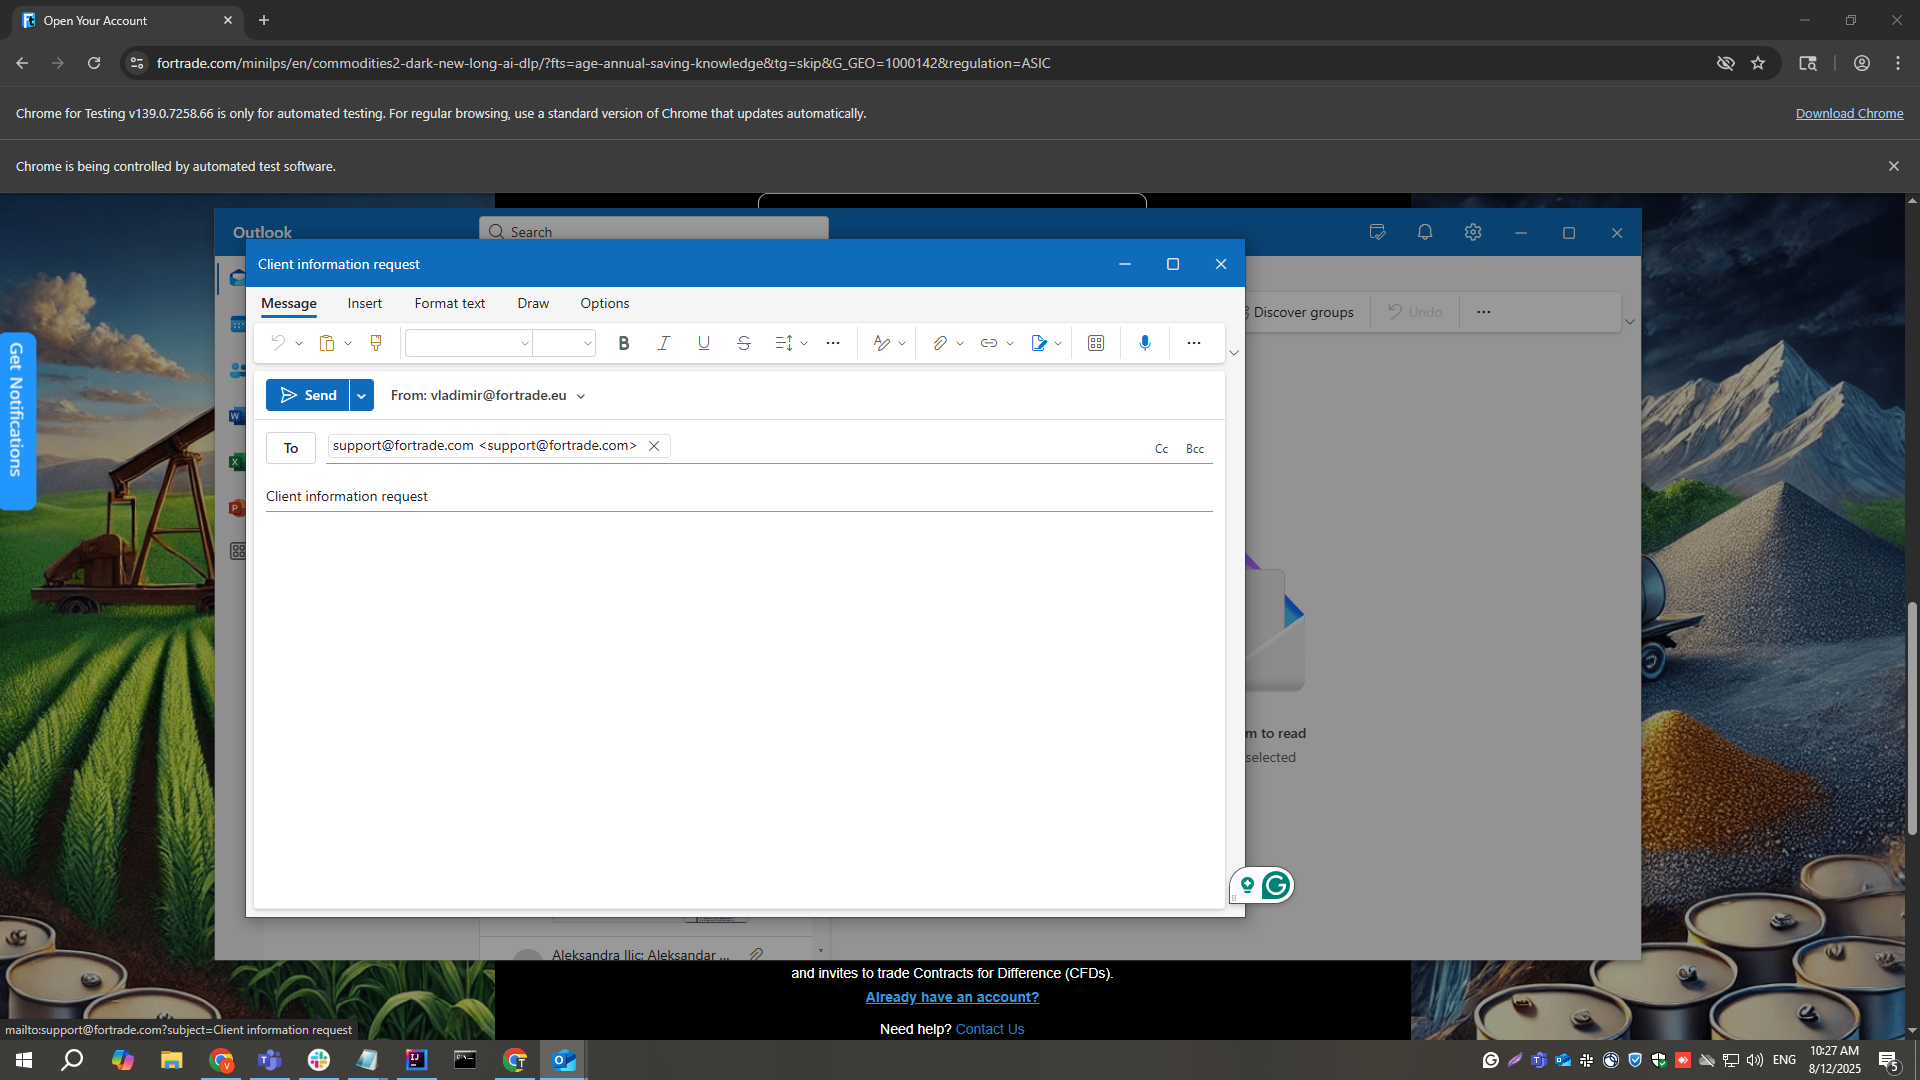 Open Your Account
fortrade.com/minilps/en/commodities2-dark-new-long-ai-dlp/?fts=age-annual-saving-knowledge&tg=skip&G_GEO=1000142&regulation=ASIC
Chrome for Testing v139.0.7258.66 is only for automated testing. For regular browsing, use a standard version of Chrome that updates automatically.
Download Chrome
Chrome is being controlled by automated test software.
Outlook
Search
Client information request
Message
Insert
Format text
Draw
Options
Discover groups
Undo
Send
From: vladimir@fortrade.eu
To
support@fortrade.com <support@fortrade.com>
Cc
Bcc
Client information request
Get Notifications
m to read
selected
Aleksandra Ilic; Aleksandar ...
and invites to trade Contracts for Difference (CFDs).
Already have an account?
Need help? Contact Us
mailto:support@fortrade.com?subject=Client information request
ENG
10:27 AM
8/12/2025
5